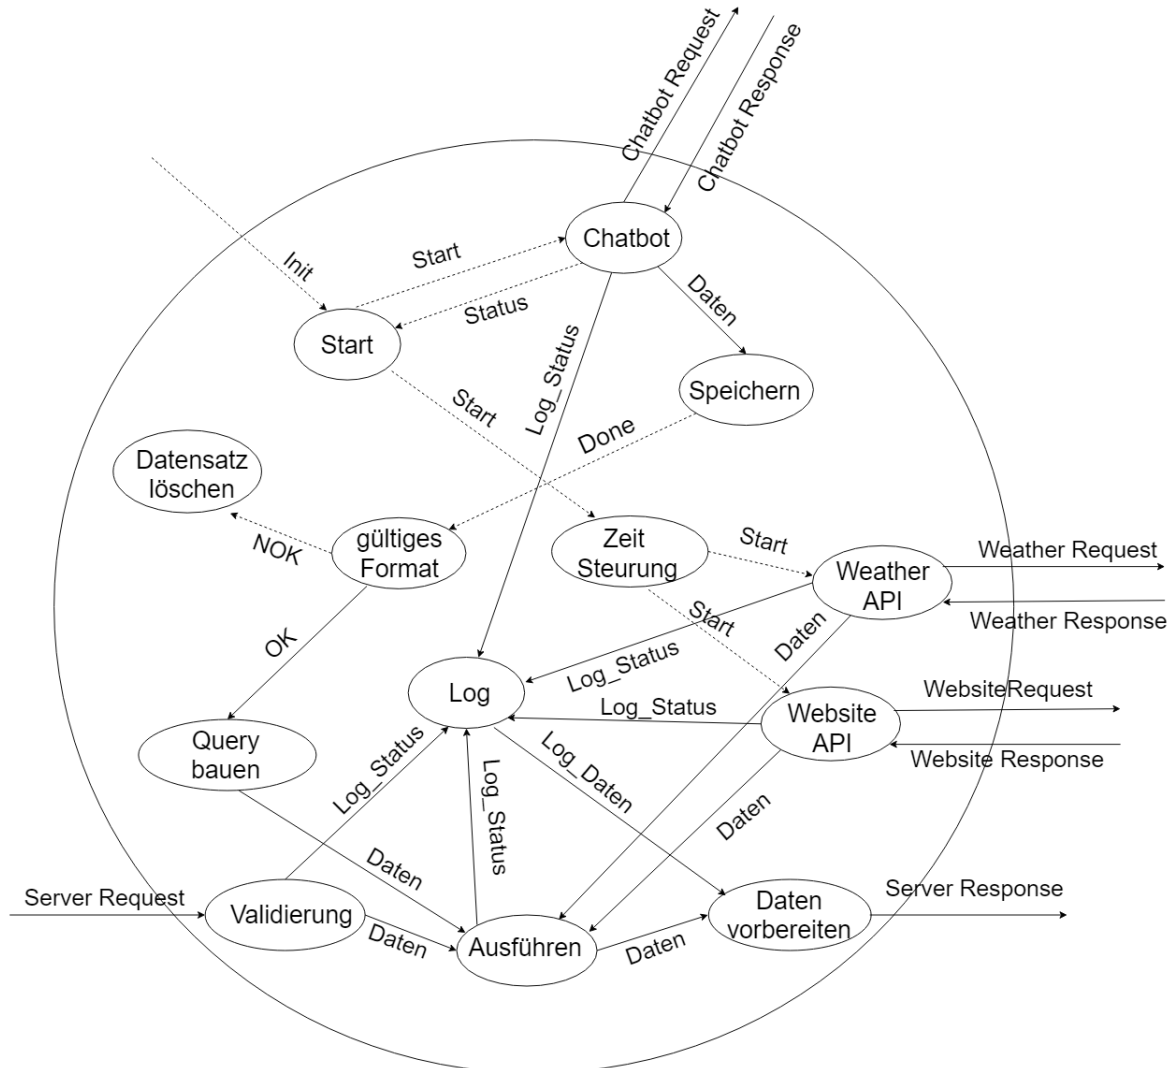 Chatbot Request
Chatbot Response
Chatbot
Init
Start
Status
Start
Daten
Log_Status
Speichern
Start
Done
Datensatz
löschen
NOK
gültiges
Format
Zeit
Steurung
Start
Weather
API
Weather Request
Weather Response
Start
Daten
OK
Log_Status
Log
Log_Status
Website
API
WebsiteRequest
Website Response
Query
bauen
Log_Status
Log_Status
Log_Daten
Daten
Daten
Server Request
Validierung
Daten
Ausführen
Daten
Daten
vorbereiten
Server Response